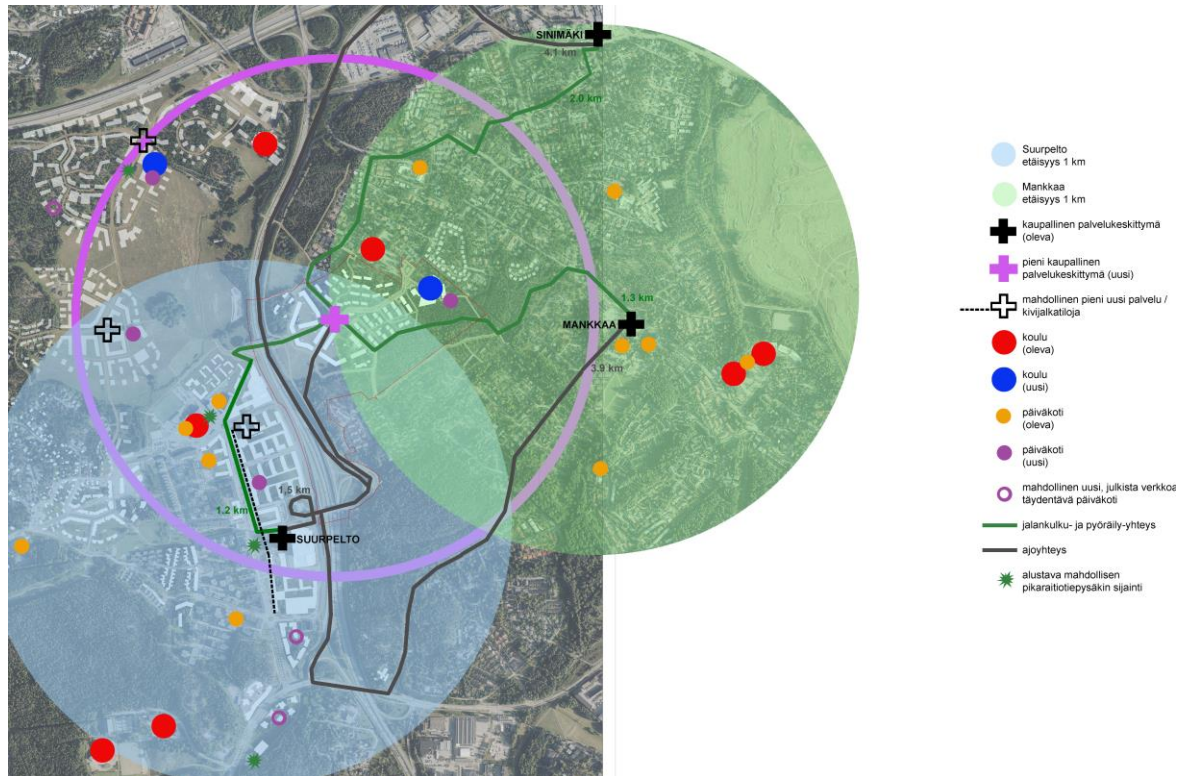 SINIMÄKI
4.1 km
2.0 km
1.3 km
MANKKAA
3.9 km
1.5 km
1.2 km
SUURPELTO
Suurpelto
etäisyys 1 km
Mankkaa
etäisyys 1 km
kaupallinen palvelukeskittymä
(oleva)
pieni kaupallinen
palvelukeskittymä (uusi)
mahdollinen pieni uusi palvelu /
kivijalkatiloja
koulu
(oleva)
koulu
(uusi)
päiväkoti
(oleva)
päiväkoti
(uusi)
mahdollinen uusi, julkista verkkoa
täydentävä päiväkoti
jalankulku- ja pyöräily-yhteys
ajoyhteys
alustava mahdollisen
pikaraitiotiepysäkin sijainti